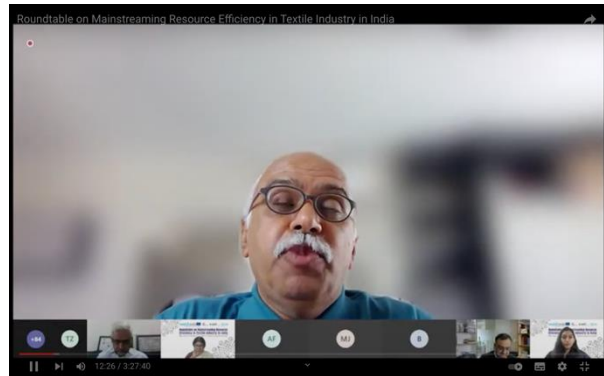 Roundtable on Mainstreaming Resource Efficiency in Textile Industry in India
+84
TZ
AF
MJ
B
12:26 / 3:27:40